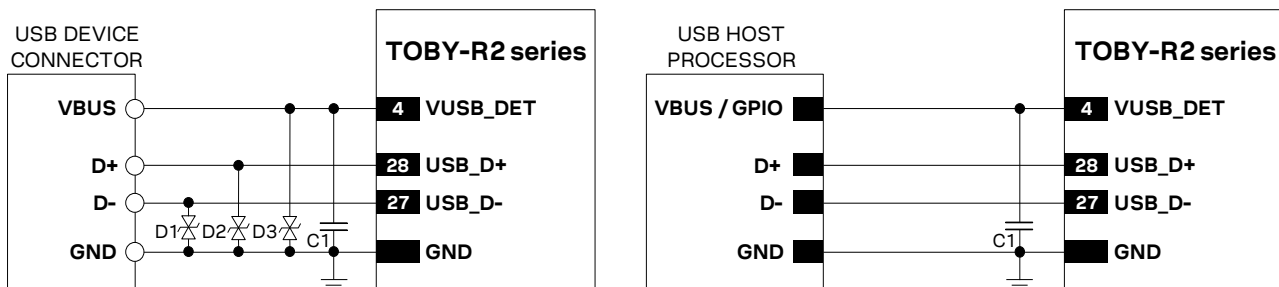 USB DEVICE
CONNECTOR
TOBY-R2 series
VBUS
4 VUSB_DET
D+
28 USB_D+
D-
27 USB_D-
D1 D2 D3 C1
GND
GND
USB HOST
PROCESSOR
TOBY-R2 series
VBUS / GPIO
4 VUSB_DET
D+
28 USB_D+
D-
27 USB_D-
C1
GND
GND